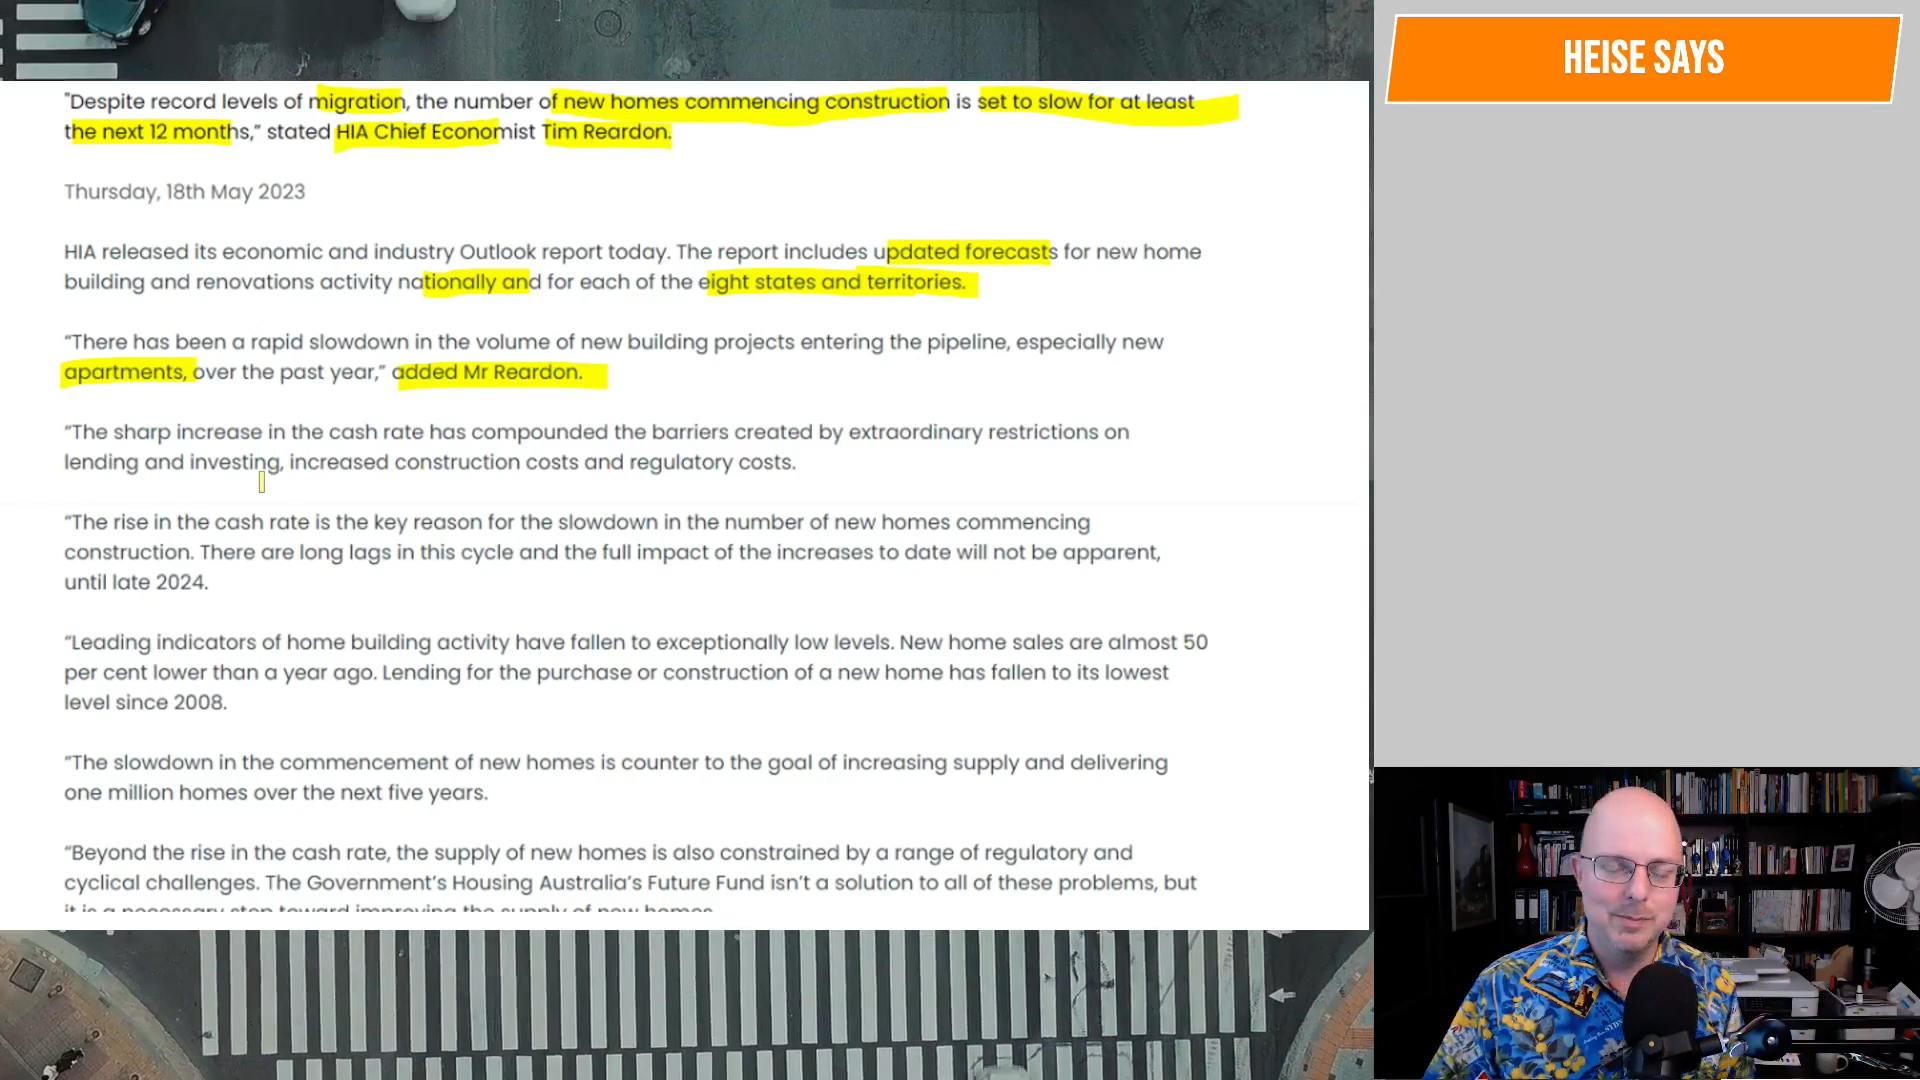 HEISE SAYS
"Despite record levels of migration, the number of new homes commencing construction is set to slow for at least
the next 12 months,” stated HIA Chief Economist Tim Reardon.
Thursday, 18th May 2023
HIA released its economic and industry Outlook report today. The report includes updated forecasts for new home
building and renovations activity nationally and for each of the eight states and territories.
“There has been a rapid slowdown in the volume of new building projects entering the pipeline, especially new
apartments, over the past year,” added Mr Reardon.
“The sharp increase in the cash rate has compounded the barriers created by extraordinary restrictions on
lending and investing, increased construction costs and regulatory costs.
“The rise in the cash rate is the key reason for the slowdown in the number of new homes commencing
construction. There are long lags in this cycle and the full impact of the increases to date will not be apparent,
until late 2024.
“Leading indicators of home building activity have fallen to exceptionally low levels. New home sales are almost 50
per cent lower than a year ago. Lending for the purchase or construction of a new home has fallen to its lowest
level since 2008.
“The slowdown in the commencement of new homes is counter to the goal of increasing supply and delivering
one million homes over the next five years.
“Beyond the rise in the cash rate, the supply of new homes is also constrained by a range of regulatory and
cyclical challenges. The Government’s Housing Australia’s Future Fund isn’t a solution to all of these problems, but
it is a necessary step toward improving the supply of new homes.